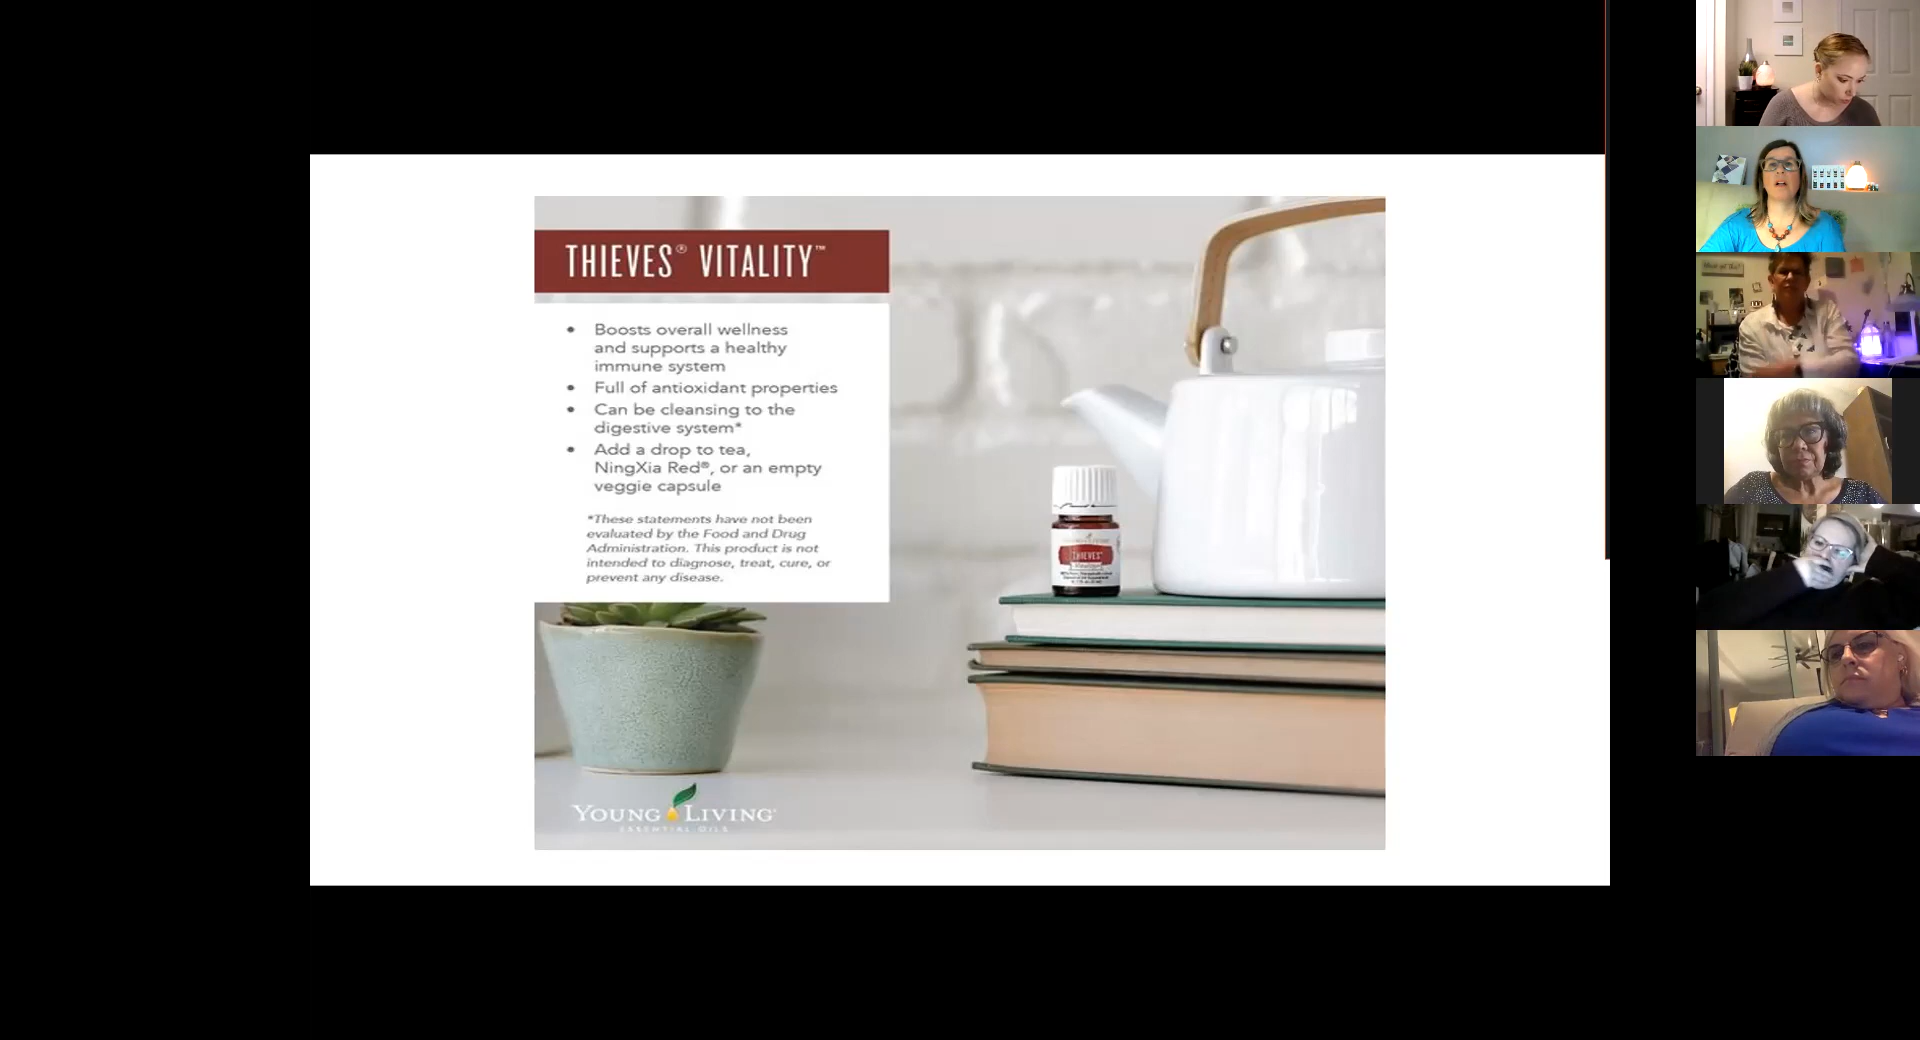 THIEVES® VITALITY™
• Boosts overall wellness
and supports a healthy
immune system
• Full of antioxidant properties
• Can be cleansing to the
digestive system*
• Add a drop to tea,
NingXia Red®, or an empty
veggie capsule
*These statements have not been
evaluated by the Food and Drug
Administration. This product is not
intended to diagnose, treat, cure, or
prevent any disease.
THIEVES
YOUNG LIVING
ESSENTIAL OILS